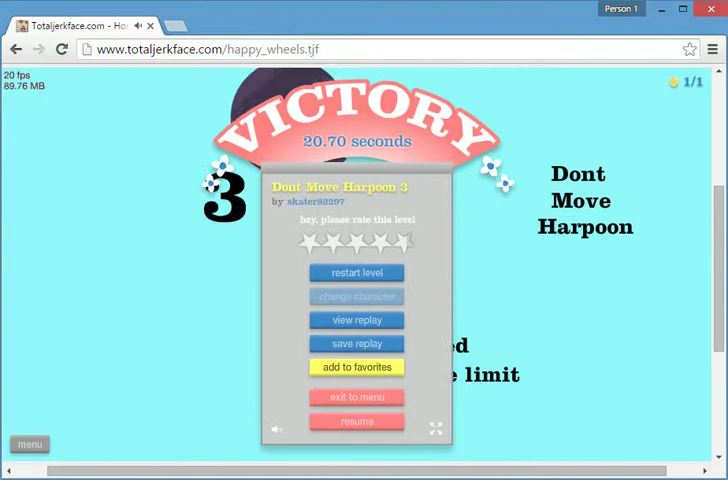 Person 1
Totaljerkface.com - Ho
www.totaljerkface.com/happy_wheels.tjf
20 fps
89.76 MB
1/1
VICTORY
20.70 seconds
3
Dont Move Harpoon 3
by skater82297
hey, please rate this level
restart level
change character
view replay
save replay
add to favorites
exit to menu
resume
Dont
Move
Harpoon
ed
e limit
menu